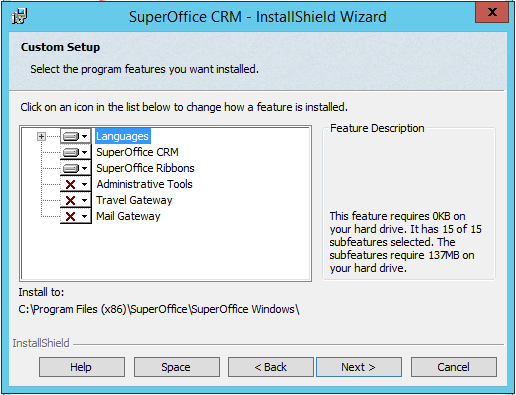 SuperOffice CRM - InstallShield Wizard
x
Custom Setup
Select the program features you want installed.
Click on an icon in the list below to change how a feature is installed.
Languages
SuperOffice CRM
SuperOffice Ribbons
Administrative Tools
Travel Gateway
Mail Gateway
Feature Description
This feature requires 0KB on
your hard drive. It has 15 of 15
subfeatures selected. The
subfeatures require 137MB on
your hard drive.
Install to:
C:\Program Files (x86)\SuperOffice\SuperOffice Windows\
InstallShield
Help
Space
< Back
Next >
Cancel